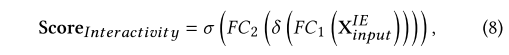 Score_{Interactivity} = σ(FC_2(δ(FC_1(X^{IE}_{input})))), (8)